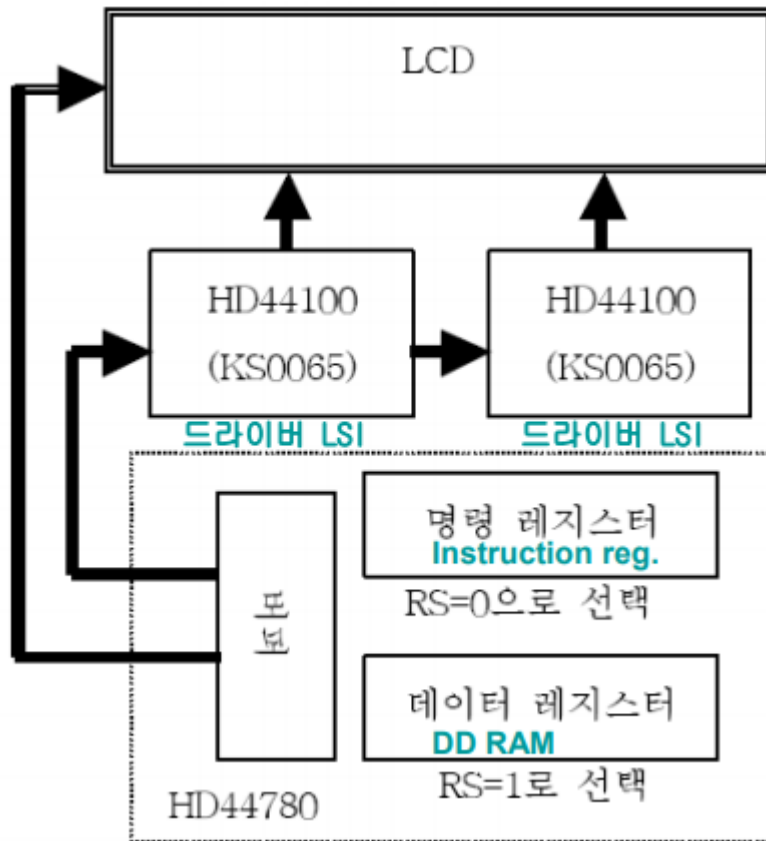 LCD
HD44100
(KS0065)
드라이버 LSI
HD44100
(KS0065)
드라이버 LSI
명령 레지스터
Instruction reg.
RS=0으로 선택
데이터 레지스터
DD RAM
RS=1로 선택
HD44780